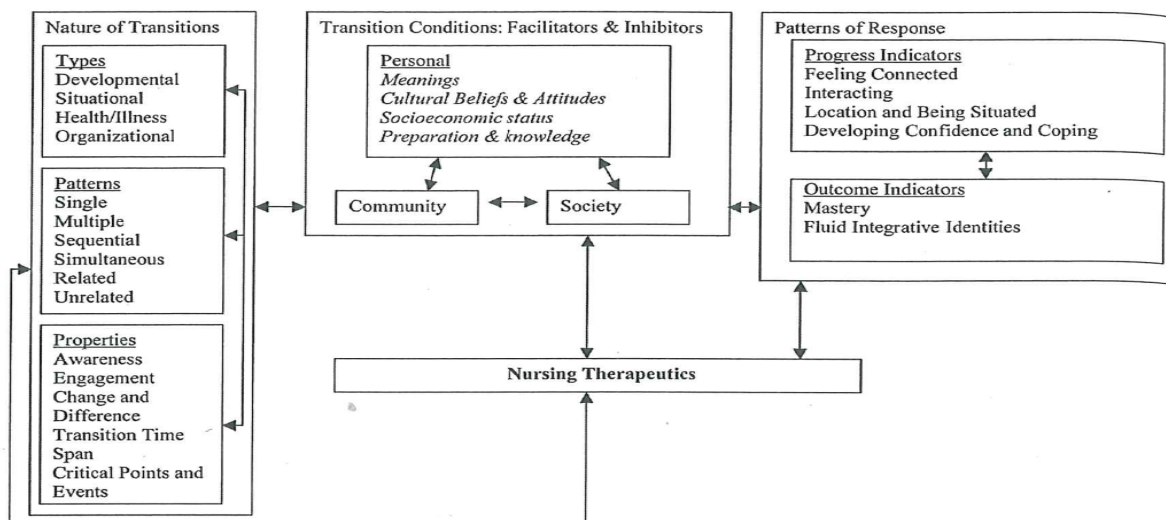 Nature of Transitions
Types
Developmental
Situational
Health/Illness
Organizational
Patterns
Single
Multiple
Sequential
Simultaneous
Related
Unrelated
Properties
Awareness
Engagement
Change and
Difference
Transition Time
Span
Critical Points and
Events
Transition Conditions: Facilitators & Inhibitors
Personal
Meanings
Cultural Beliefs & Attitudes
Socioeconomic status
Preparation & knowledge
Community
Society
Patterns of Response
Progress Indicators
Feeling Connected
Interacting
Location and Being Situated
Developing Confidence and Coping
Outcome Indicators
Mastery
Fluid Integrative Identities
Nursing Therapeutics